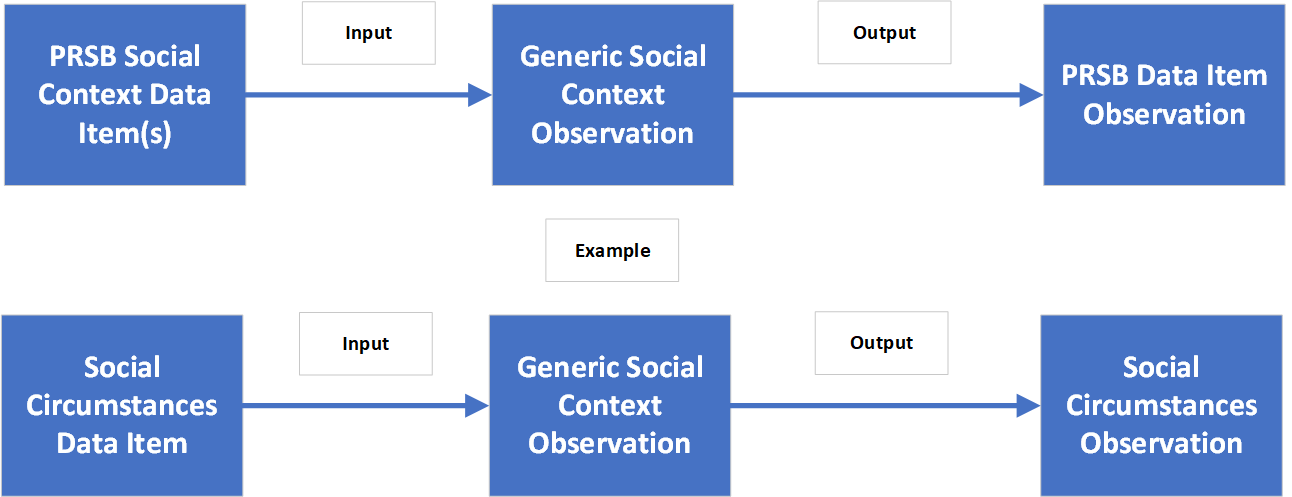 Input
Output
PRSB Social
Context Data
Item(s)
Generic Social
Context
Observation
PRSB Data Item
Observation
Example
Input
Output
Social
Circumstances
Data Item
Generic Social
Context
Observation
Social
Circumstances
Observation